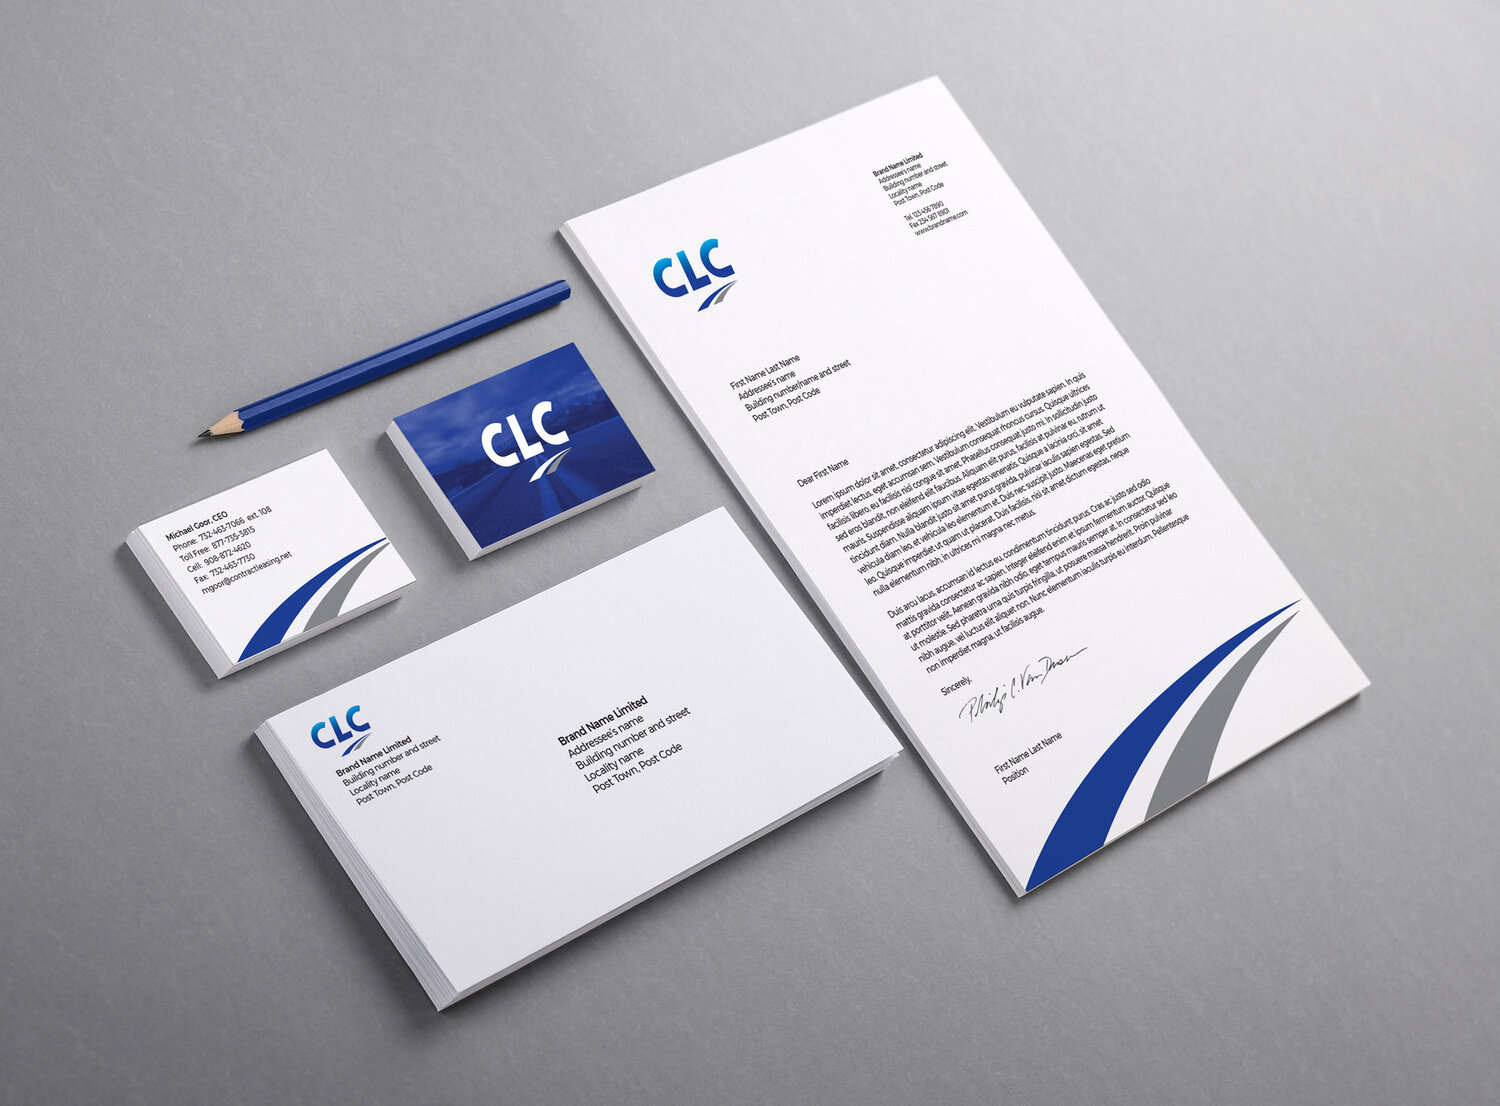 CLC
Brand Name Limited
Addressee's name
Building number and street
Locality name
Post Town, Post Code
Tel 123 456 7890
Fax 234 567 8901
www.brandname.com
First Name Last Name
Addressee's name
Building number/name and street
Post Town, Post Code
Dear First Name
Lorem ipsum dolor sit amet, consectetur adipiscing elit. Vestibulum eu vulputate sapien. In quis
imperdiet lectus, eget accumsan sem. Vestibulum consequat rhoncus cursus. Quisque ultrices
facilisis libero, eu facilisis nisl congue sit amet. Phasellus consequat justo mi. In sollicitudin justo
sed eros blandit, non eleifend elit faucibus. Aliquam elit purus, facilisis at pulvinar eu, rutrum ut
mauris. Suspendisse aliquam ipsum vitae egestas venenatis. Quisque a lacinia orci, sit amet
tincidunt diam. Nulla blandit, justo sit amet purus gravida, pulvinar iaculis sapien egestas. Sed
vehicula diam leo, et vehicula leo elementum et. Duis nec suscipit justo. Maecenas eget pretium
leo. Quisque imperdiet ut quam ut placerat. Duis facilisis, nisi sit amet dictum egestas, neque
nulla elementum nibh, in ultrices mi magna nec metus.
Duis arcu lacus, accumsan id lectus eu, condimentum tincidunt purus. Cras ac justo sed odio
mattis gravida consectetur ac sapien. Integer eleifend enim et ipsum fermentum auctor. Quisque
at porttitor velit. Aenean gravida nibh odio, eget tempus mauris semper at. In consectetur sed leo
ut molestie. Sed pharetra urna quis turpis fringilla, ut posuere massa hendrerit. Proin pulvinar
nibh augue, vel luctus elit aliquet non. Nunc elementum iaculis turpis eu interdum. Pellentesque
non imperdiet magna, ut facilisis augue.
Sincerely,
Philip C. Van Dusen
First Name Last Name
Position
CLC
Michael Goor, CEO
Phone: 732-463-7066 ext. 108
Toll Free: 877-735-3815
Cell: 908-872-4620
Fax: 732-463-7730
mgoor@contractleasing.net
CLC
Brand Name Limited
Building number and street
Locality name
Post Town, Post Code
Brand Name Limited
Addressee's name
Building number and street
Locality name
Post Town, Post Code